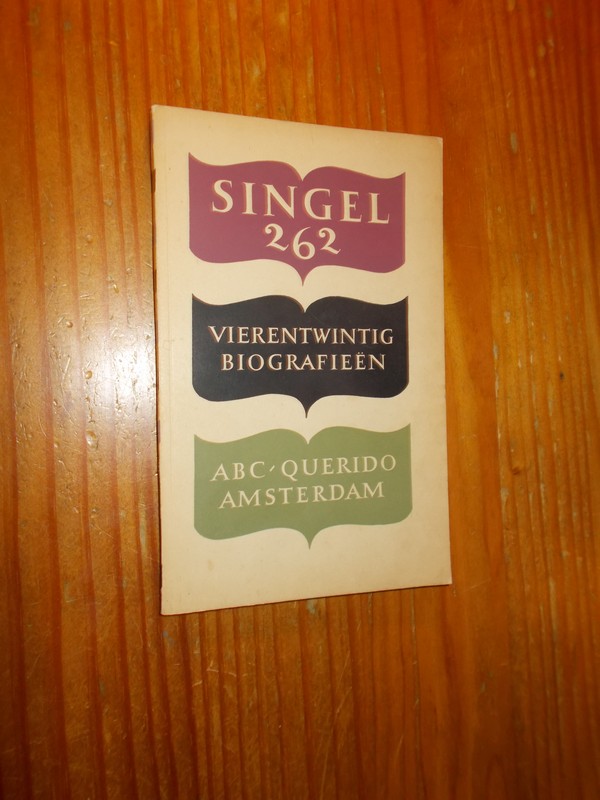 SINGEL
262
VIERENTWINTIG
BIOGRAFIEËN
ABC-QUERIDO
AMSTERDAM